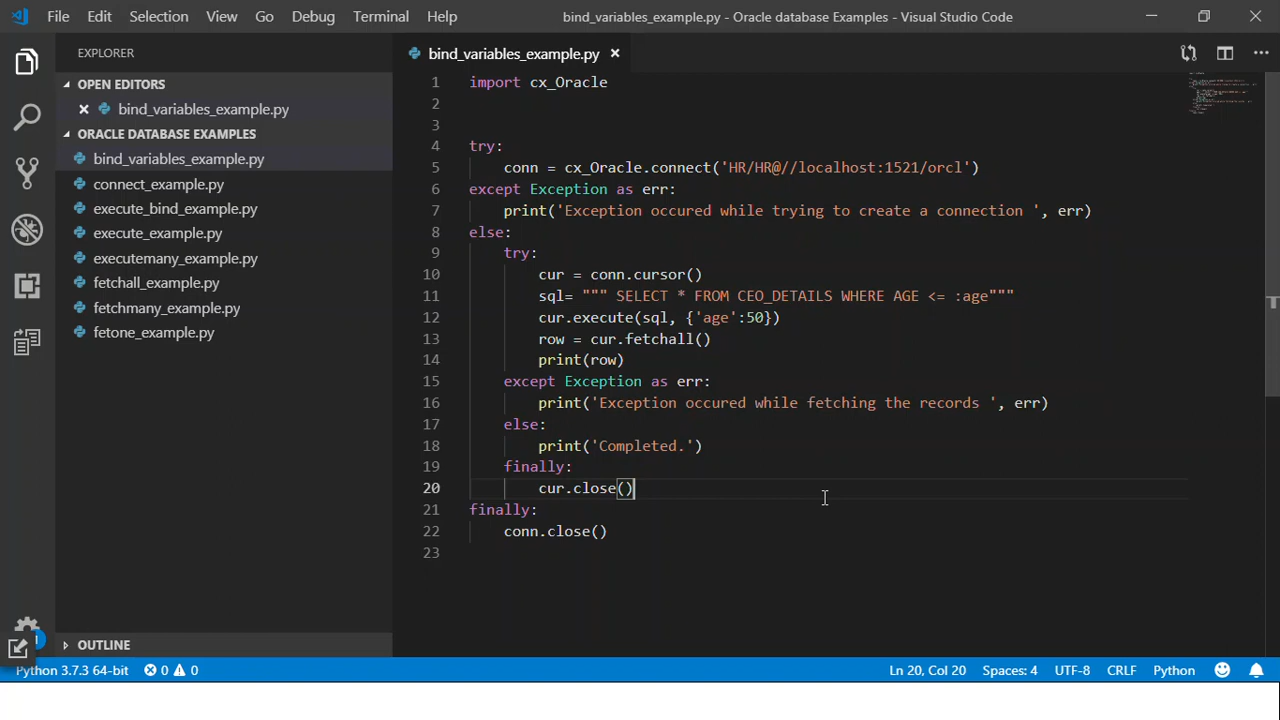 File Edit Selection View Go Debug Terminal Help bind_variables_example.py - Oracle database Examples - Visual Studio Code
EXPLORER
OPEN EDITORS
bind_variables_example.py
ORACLE DATABASE EXAMPLES
bind_variables_example.py
connect_example.py
execute_bind_example.py
execute_example.py
executemany_example.py
fetchall_example.py
fetchmany_example.py
fetone_example.py
OUTLINE
bind_variables_example.py
1 import cx_Oracle
2
3
4 try:
5     conn = cx_Oracle.connect('HR/HR@//localhost:1521/orcl')
6 except Exception as err:
7     print('Exception occured while trying to create a connection ', err)
8 else:
9     try:
10         cur = conn.cursor()
11         sql= """ SELECT * FROM CEO_DETAILS WHERE AGE <= :age"""
12         cur.execute(sql, {'age':50})
13         row = cur.fetchall()
14         print(row)
15     except Exception as err:
16         print('Exception occured while fetching the records ', err)
17     else:
18         print('Completed.')
19     finally:
20         cur.close()
21 finally:
22     conn.close()
23
Python 3.7.3 64-bit 0 0 Ln 20, Col 20 Spaces: 4 UTF-8 CRLF Python